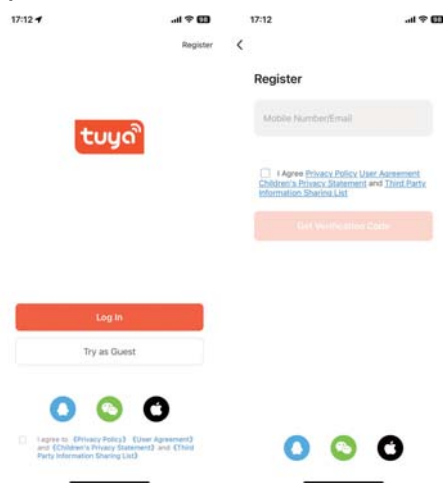 17:12
98
Register
tuya
Log In
Try as Guest
I agree to 《Privacy Policy》 《User Agreement》
and 《Children's Privacy Statement》 and 《Third
Party Information Sharing List》
17:12
98
Register
Mobile Number/Email
I Agree Privacy Policy User Agreement
Children's Privacy Statement and Third Party
Information Sharing List
Get Verification Code